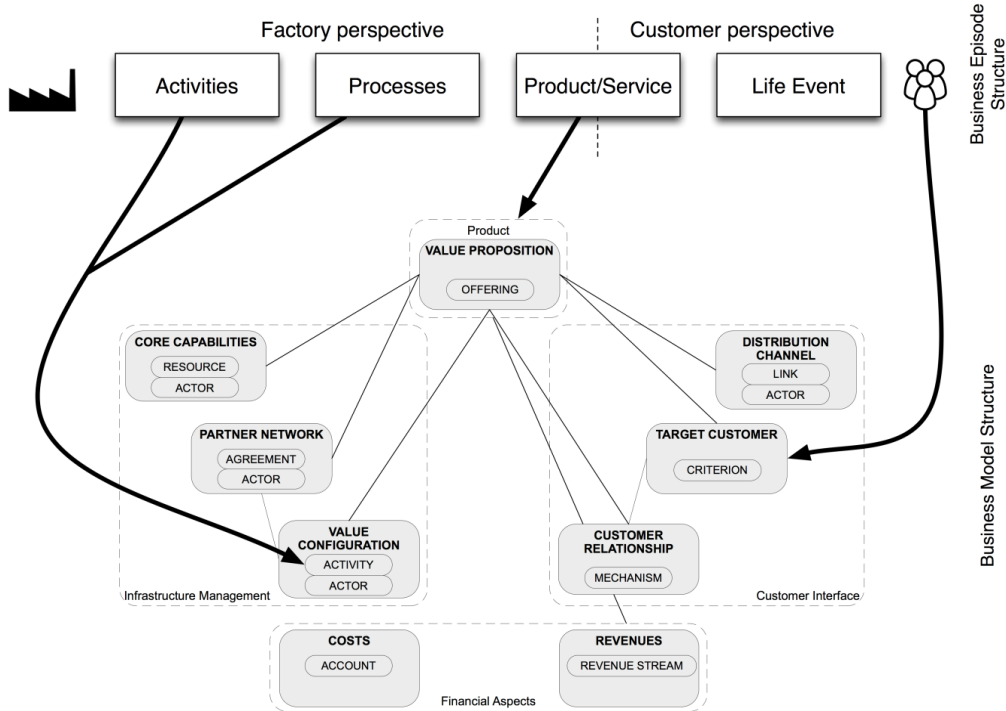 Factory perspective
Customer perspective
Activities
Processes
Product/Service
Life Event
Business Episode
Structure
Product
VALUE PROPOSITION
OFFERING
CORE CAPABILITIES
RESOURCE
ACTOR
DISTRIBUTION
CHANNEL
LINK
ACTOR
PARTNER NETWORK
AGREEMENT
ACTOR
TARGET CUSTOMER
CRITERION
VALUE
CONFIGURATION
ACTIVITY
ACTOR
Infrastructure Management
CUSTOMER
RELATIONSHIP
MECHANISM
Customer Interface
Business Model Structure
COSTS
ACCOUNT
REVENUES
REVENUE STREAM
Financial Aspects